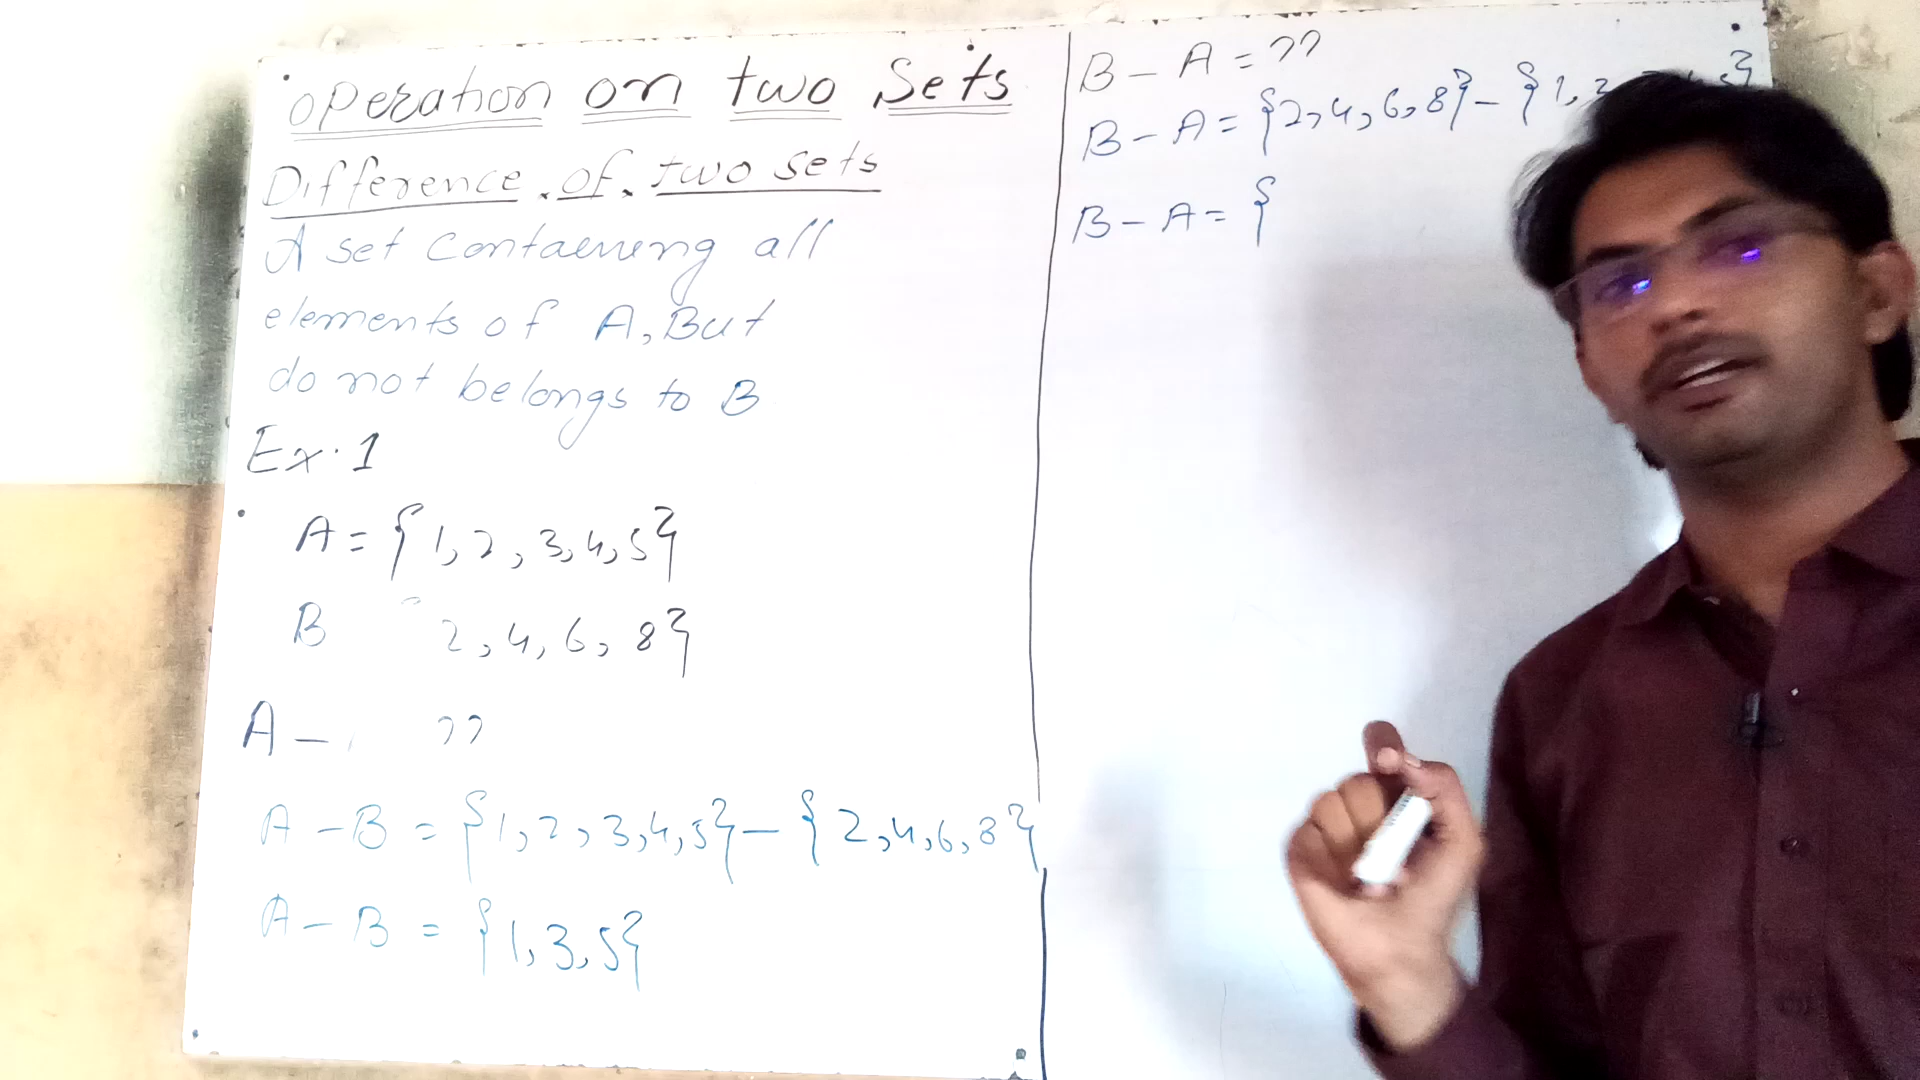 operation on two Sets
Difference of two sets
A set containing all
elements of A, But
do not belongs to B
Ex.1
A = {1, 2, 3, 4, 5}
B 2, 4, 6, 8}
A - ??
A - B = {1, 2, 3, 4, 5} - {2, 4, 6, 8}
A - B = {1, 3, 5}
B - A = ??
B - A = {2, 4, 6, 8} - {1, 2 }
B - A = {